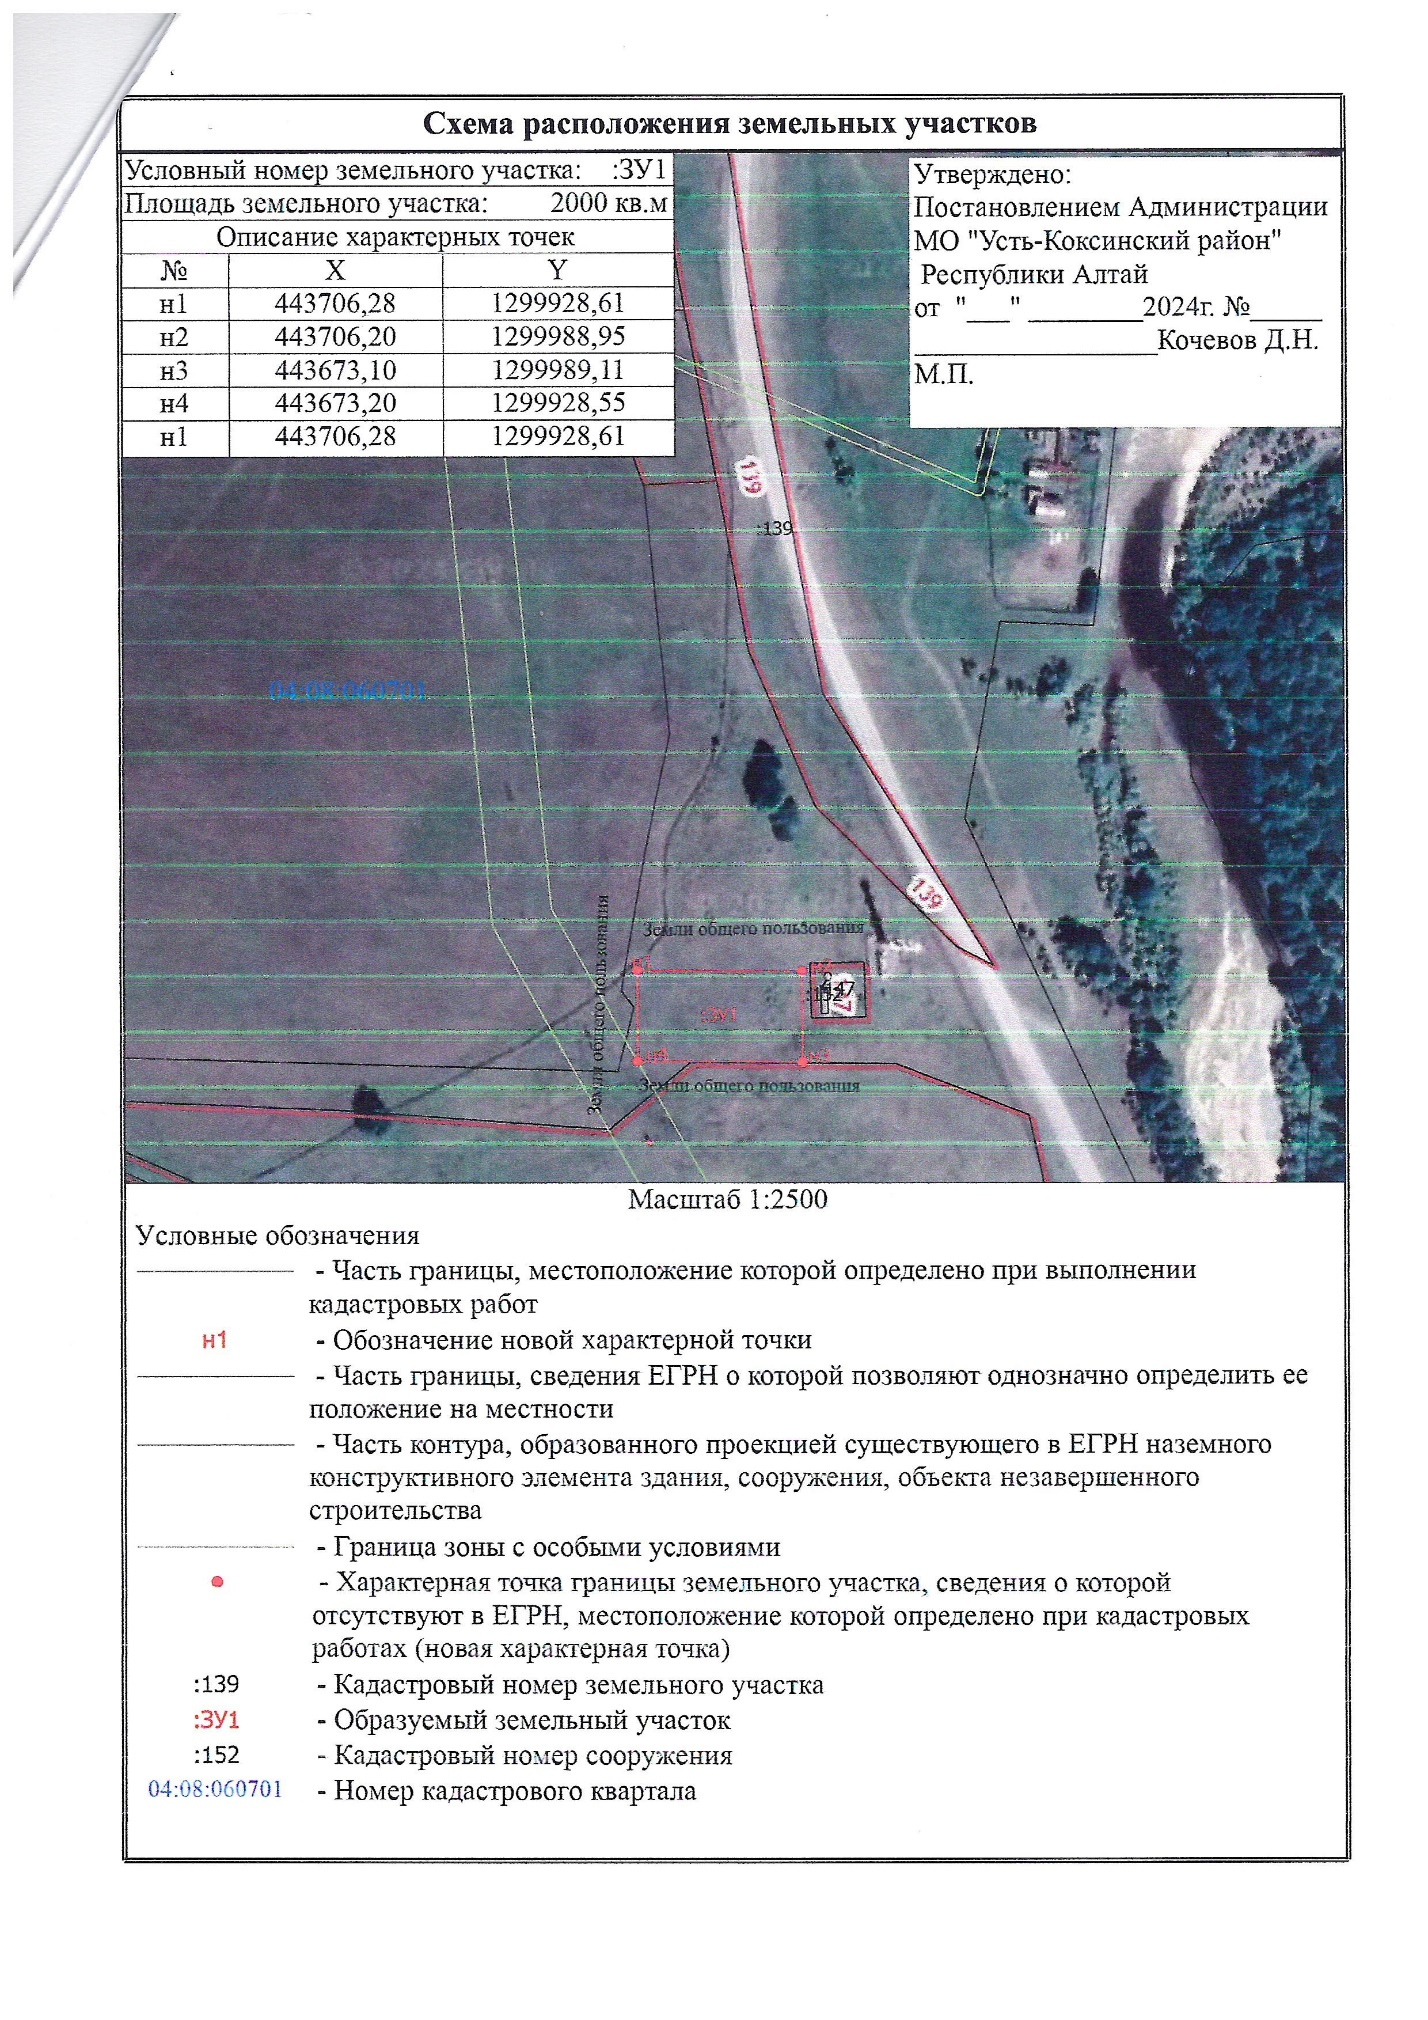 Схема расположения земельных участков
Условный номер земельного участка: :ЗУ1
Площадь земельного участка: 2000 кв.м
Описание характерных точек
№ X Y
н1 443706,28 1299928,61
н2 443706,20 1299988,95
н3 443673,10 1299989,11
н4 443673,20 1299928,55
н1 443706,28 1299928,61
Утверждено:
Постановлением Администрации
МО "Усть-Коксинский район"
Республики Алтай
от "___" ________2024г. №_____
_________________Кочевов Д.Н.
М.П.
139
:139
04:08:060701
139
Земли общего пользования
Земли общего пользования
:ЗУ1
Земли общего пользования
Масштаб 1:2500
Условные обозначения
- Часть границы, местоположение которой определено при выполнении
кадастровых работ
н1 - Обозначение новой характерной точки
- Часть границы, сведения ЕГРН о которой позволяют однозначно определить ее
положение на местности
- Часть контура, образованного проекцией существующего в ЕГРН наземного
конструктивного элемента здания, сооружения, объекта незавершенного
строительства
- Граница зоны с особыми условиями
- Характерная точка границы земельного участка, сведения о которой
отсутствуют в ЕГРН, местоположение которой определено при кадастровых
работах (новая характерная точка)
:139 - Кадастровый номер земельного участка
:ЗУ1 - Образуемый земельный участок
:152 - Кадастровый номер сооружения
04:08:060701 - Номер кадастрового квартала